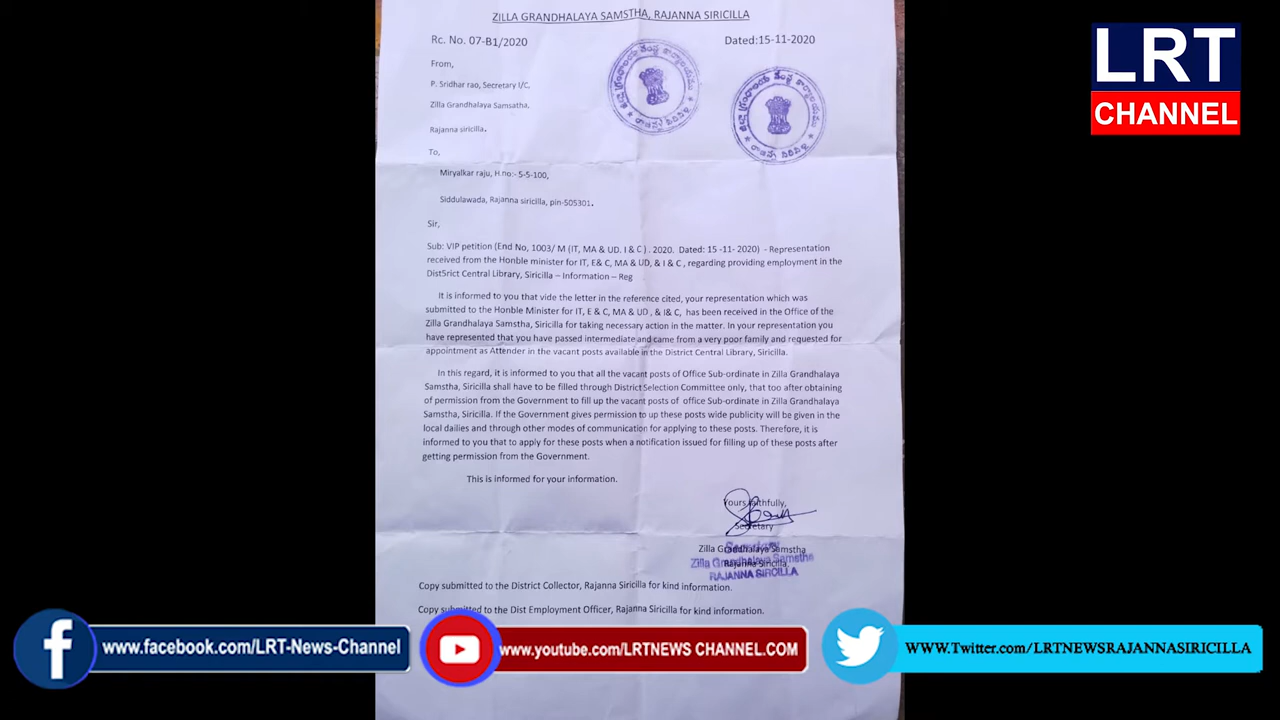 ZILLA GRANDHALAYA SAMSTHA, RAJANNA SIRICILLA
Rc. No. 07-B1/2020
Dated:15-11-2020
From,
P. Sridhar rao, Secretary I/C,
Zilla Grandhalaya Samsatha,
Rajanna siricilla.
To,
Miryalkar raju, H.no:- 5-5-100,
Siddulawada, Rajanna siricilla, pin-505301.
Sir,
Sub: VIP petition (End No, 1003/ M (IT, MA & UD. I & C ) . 2020. Dated: 15 -11- 2020) - Representation
received from the Honble minister for IT, E& C, MA & UD, & I & C , regarding providing employment in the
Dist5rict Central Library, Siricilla – Information – Reg .
It is informed to you that vide the letter in the reference cited, your representation which was
submitted to the Honble Minister for IT, E & C, MA & UD , & I& C, has been received in the Office of the
Zilla Grandhalaya Samstha, Siricilla for taking necessary action in the matter. In your representation you
have represented that you have passed intermediate and came from a very poor family and requested for
appointment as Attender in the vacant posts available in the District Central Library, Siricilla.
In this regard, it is informed to you that all the vacant posts of Office Sub-ordinate in Zilla Grandhalaya
Samstha, Siricilla shall have to be filled through District Selection Committee only, that too after obtaining
of permission from the Government to fill up the vacant posts of office Sub-ordinate in Zilla Grandhalaya
Samstha, Siricilla. If the Government gives permission to up these posts wide publicity will be given in the
local dailies and through other modes of communication for applying to these posts. Therefore, it is
informed to you that to apply for these posts when a notification issued for filling up of these posts after
getting permission from the Government.
This is informed for your information.
Yours faithfully,
Secretary
Zilla Grandhalaya Samstha
Rajanna Siricilla.
Secretary
Zilla Grandhalaya Samstha
RAJANNA SIRCILLA
Copy submitted to the District Collector, Rajanna Siricilla for kind information.
Copy submitted to the Dist Employment Officer, Rajanna Siricilla for kind information.
LRT
CHANNEL
www.facebook.com/LRT-News-Channel
www.youtube.com/LRTNEWS CHANNEL.COM
WWW.Twitter.com/LRTNEWSRAJANNASIRICILLA